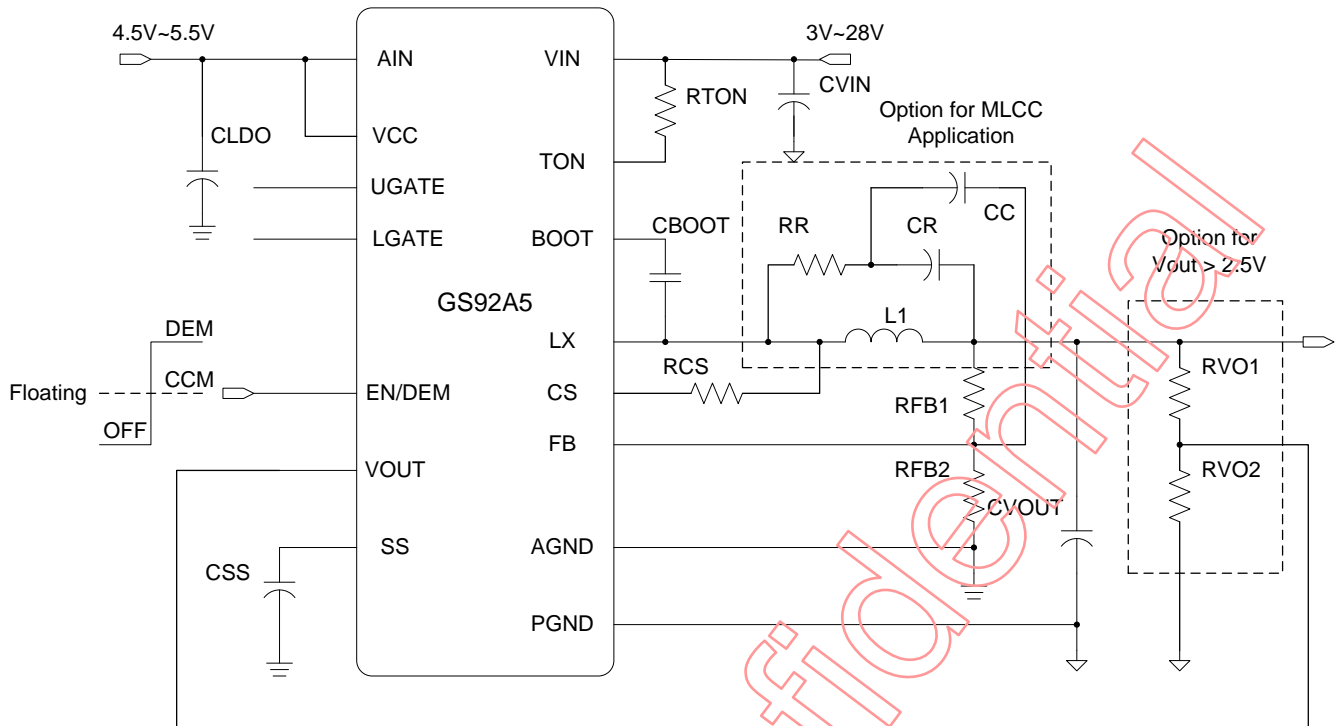 4.5V~5.5V
3V~28V
AIN
VIN
CVIN
RTON
Option for MLCC
Application
CLDO
VCC
TON
UGATE
CC
LGATE
BOOT
CBOOT
RR
CR
Option for
Vout > 2.5V
GS92A5
DEM
LX
L1
RCS
RVO1
Floating
CCM
EN/DEM
CS
RFB1
OFF
FB
VOUT
RFB2
RVO2
CVOUT
SS
AGND
CSS
PGND
fidential